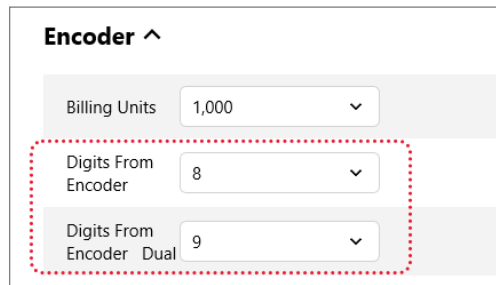 Encoder
Billing Units 1,000
Digits From
Encoder 8
Digits From
Encoder Dual 9